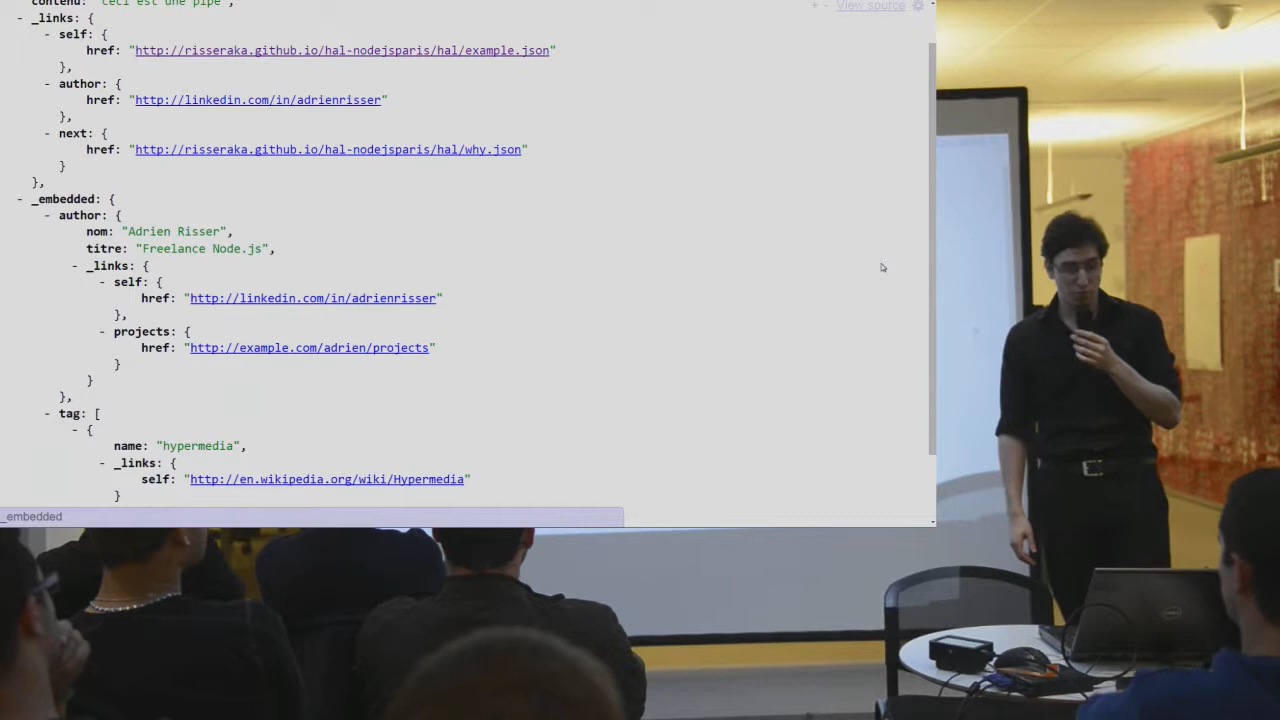 contenu: "ceci est une pipe",
+ - View source
- _links: {
- self: {
href: "http://risseraka.github.io/hal-nodejsparis/hal/example.json"
},
- author: {
href: "http://linkedin.com/in/adrienrisser"
},
- next: {
href: "http://risseraka.github.io/hal-nodejsparis/hal/why.json"
}
},
- _embedded: {
- author: {
nom: "Adrien Risser",
titre: "Freelance Node.js",
- _links: {
- self: {
href: "http://linkedin.com/in/adrienrisser"
},
- projects: {
href: "http://example.com/adrien/projects"
}
}
},
- tag: [
- {
name: "hypermedia",
- _links: {
self: "http://en.wikipedia.org/wiki/Hypermedia"
}
_embedded
DELL